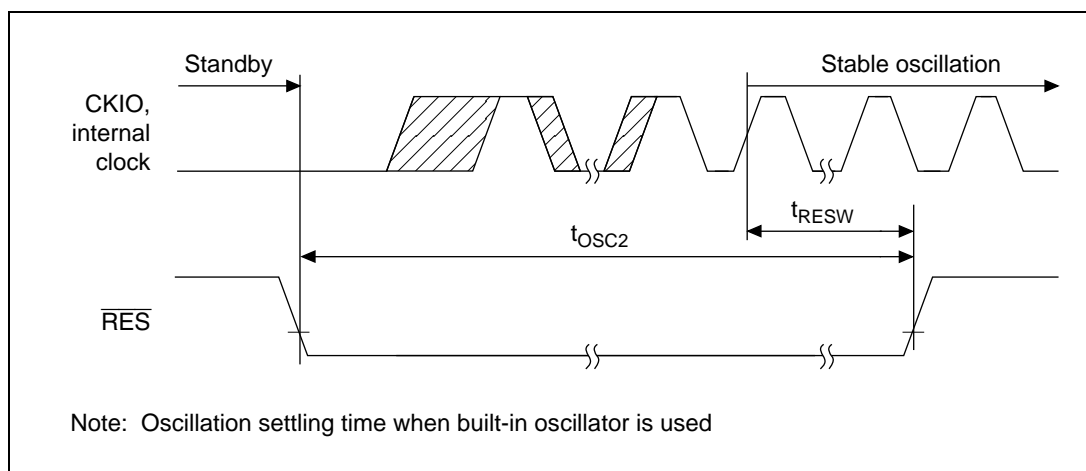 Standby
Stable oscillation
CKIO,
internal
clock
tRESW
tOSC2
RES
Note: Oscillation settling time when built-in oscillator is used